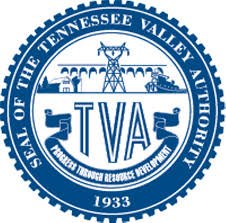 SEAL OF THE TENNESSEE VALLEY AUTHORITY
TVA
PROGRESS THROUGH RESOURCE DEVELOPMENT
1933